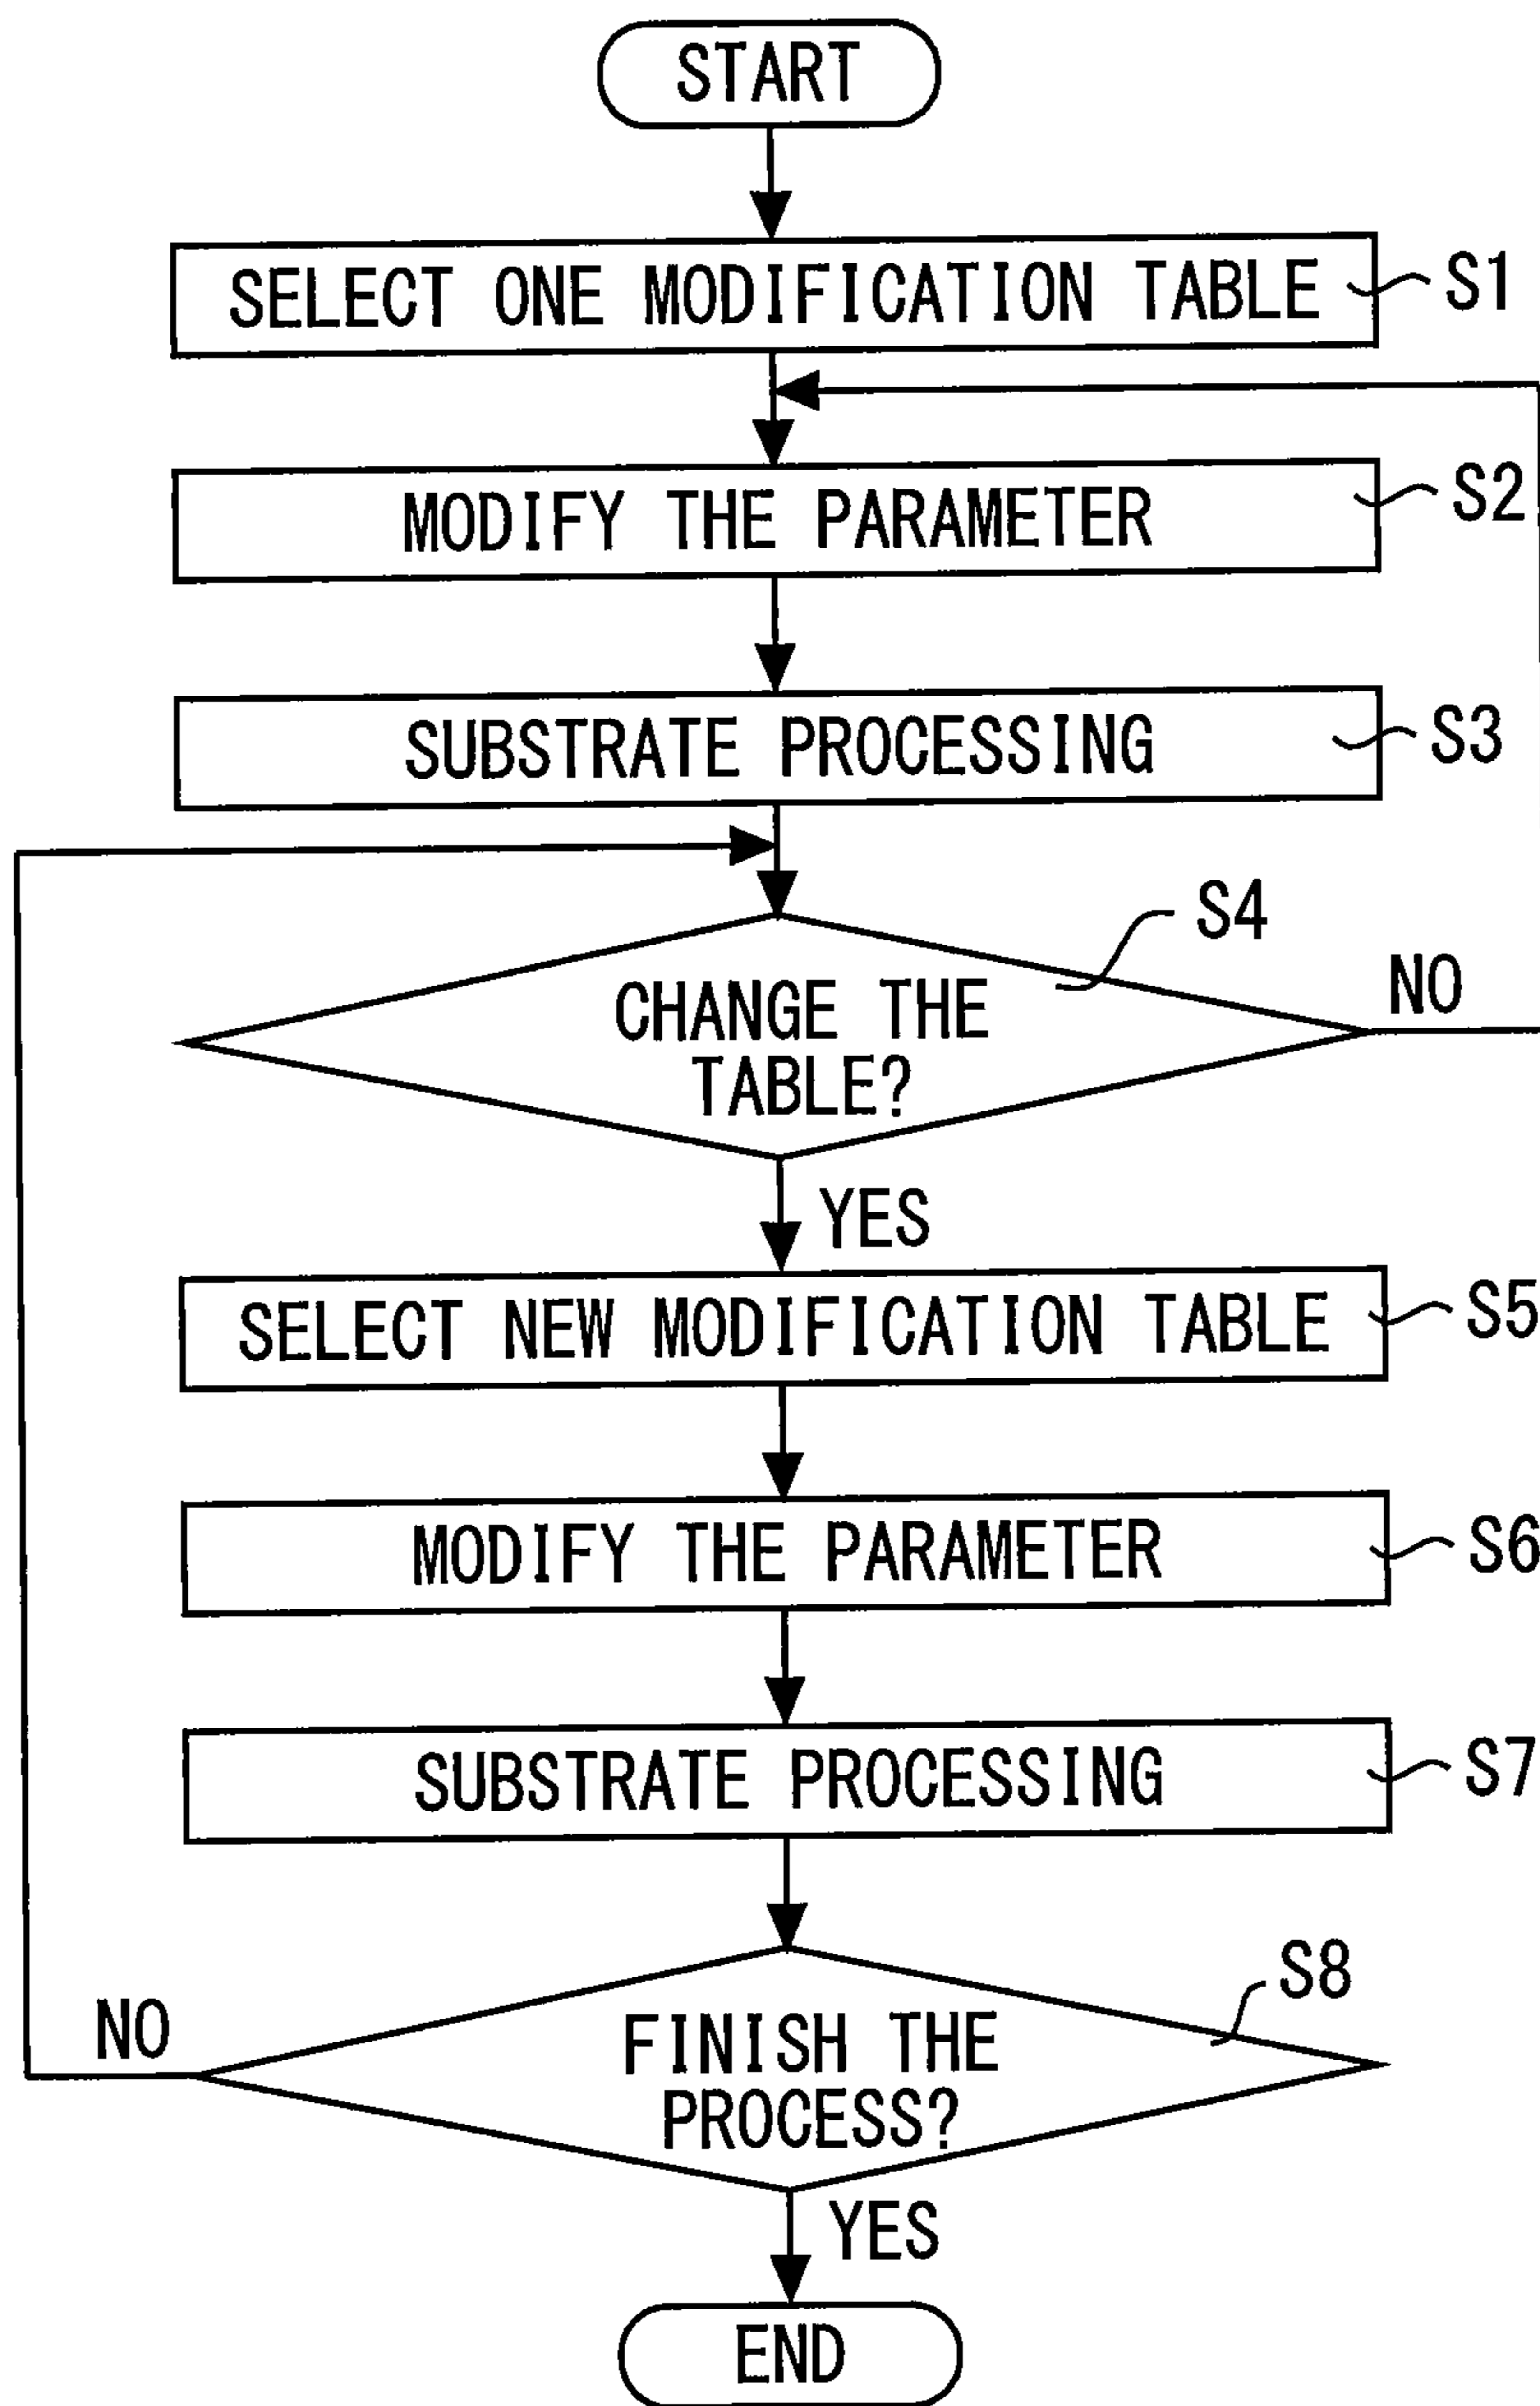 START
SELECT ONE MODIFICATION TABLE
S1
MODIFY THE PARAMETER
S2
SUBSTRATE PROCESSING
S3
S4
CHANGE THE
TABLE?
NO
YES
SELECT NEW MODIFICATION TABLE
S5
MODIFY THE PARAMETER
S6
SUBSTRATE PROCESSING
S7
S8
FINISH THE
PROCESS?
NO
YES
END